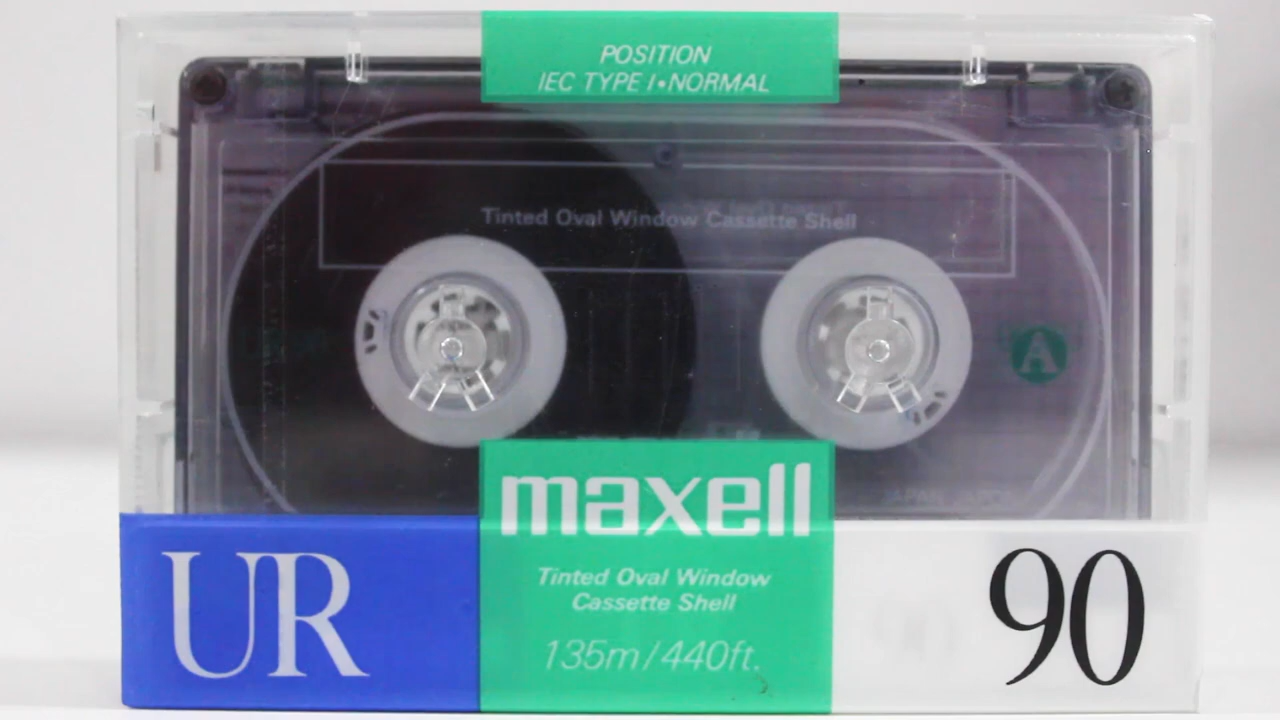 POSITION
IEC TYPE I•NORMAL
Tinted Oval Window Cassette Shell
A
maxell
UR
Tinted Oval Window
Cassette Shell
135m/440ft.
90